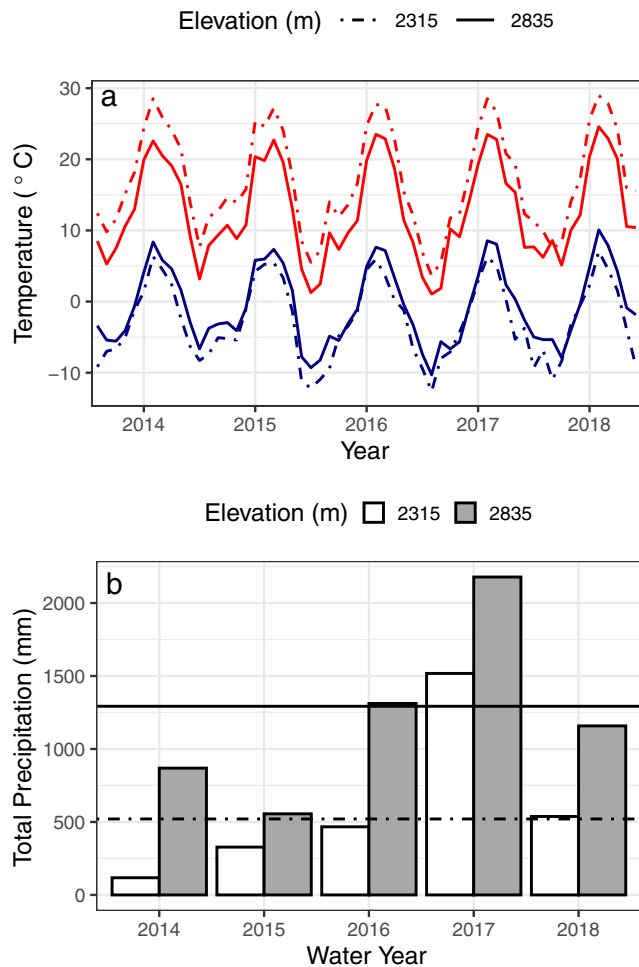 Elevation (m) 2315 2835
a
30
20
10
0
−10
Temperature ( ° C)
2014 2015 2016 2017 2018
Year
Elevation (m) 2315 2835
b
2000
1500
1000
500
0
Total Precipitation (mm)
2014 2015 2016 2017 2018
Water Year